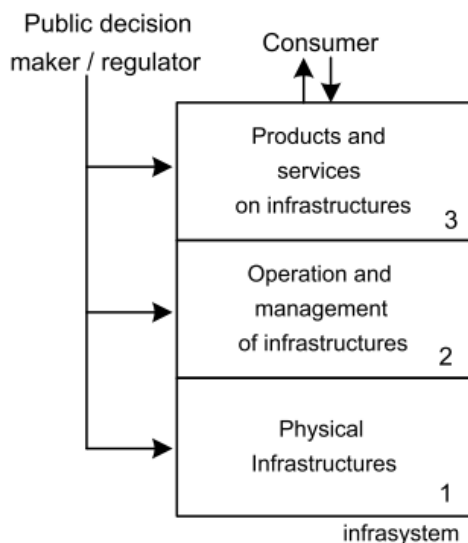 Public decision
maker / regulator
Consumer
Products and
services
on infrastructures
3
Operation and
management
of infrastructures
2
Physical
Infrastructures
1
infrasystem